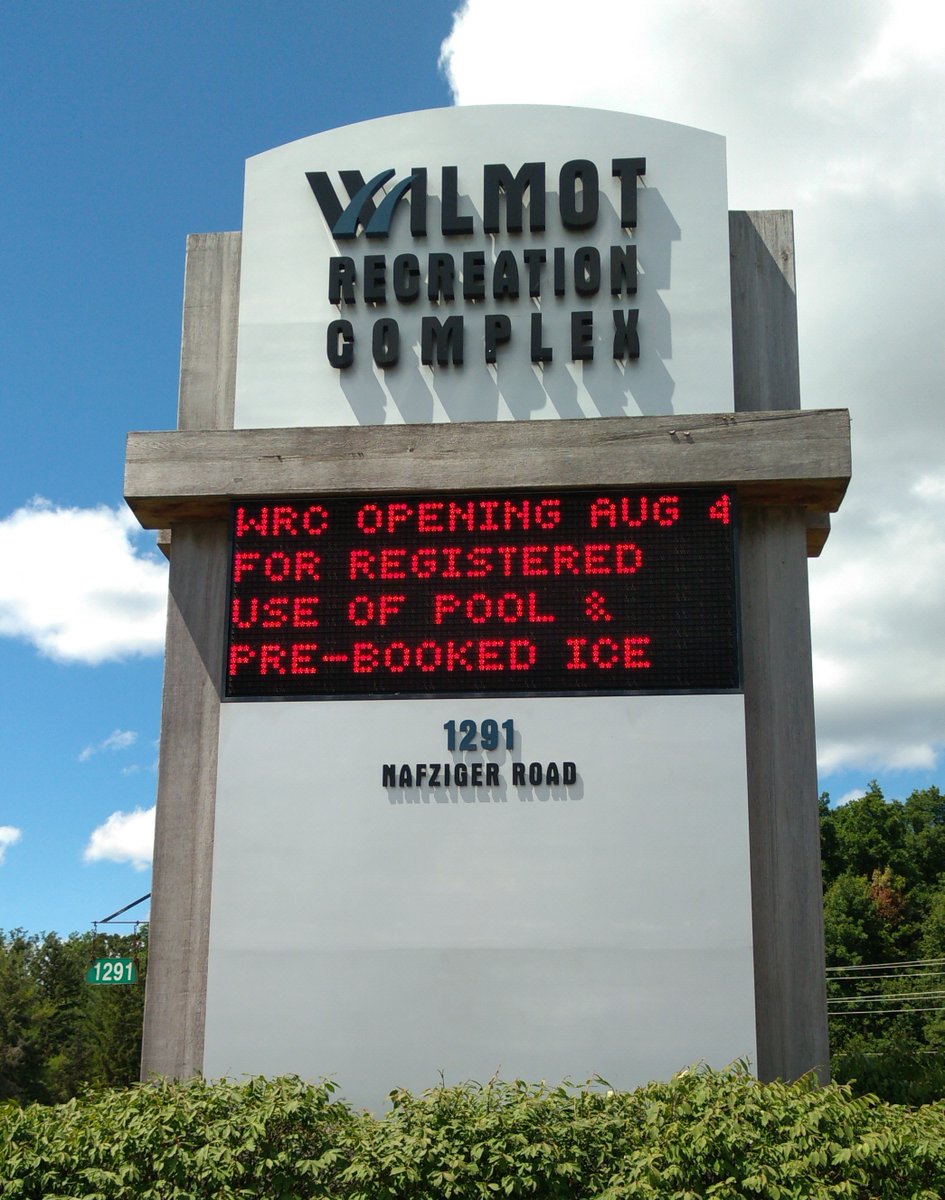 WILMOT
RECREATION
COMPLEX
WRC OPENING AUG 4
FOR REGISTERED
USE OF POOL &
PRE-BOOKED ICE
1291
NAFZIGER ROAD
1291